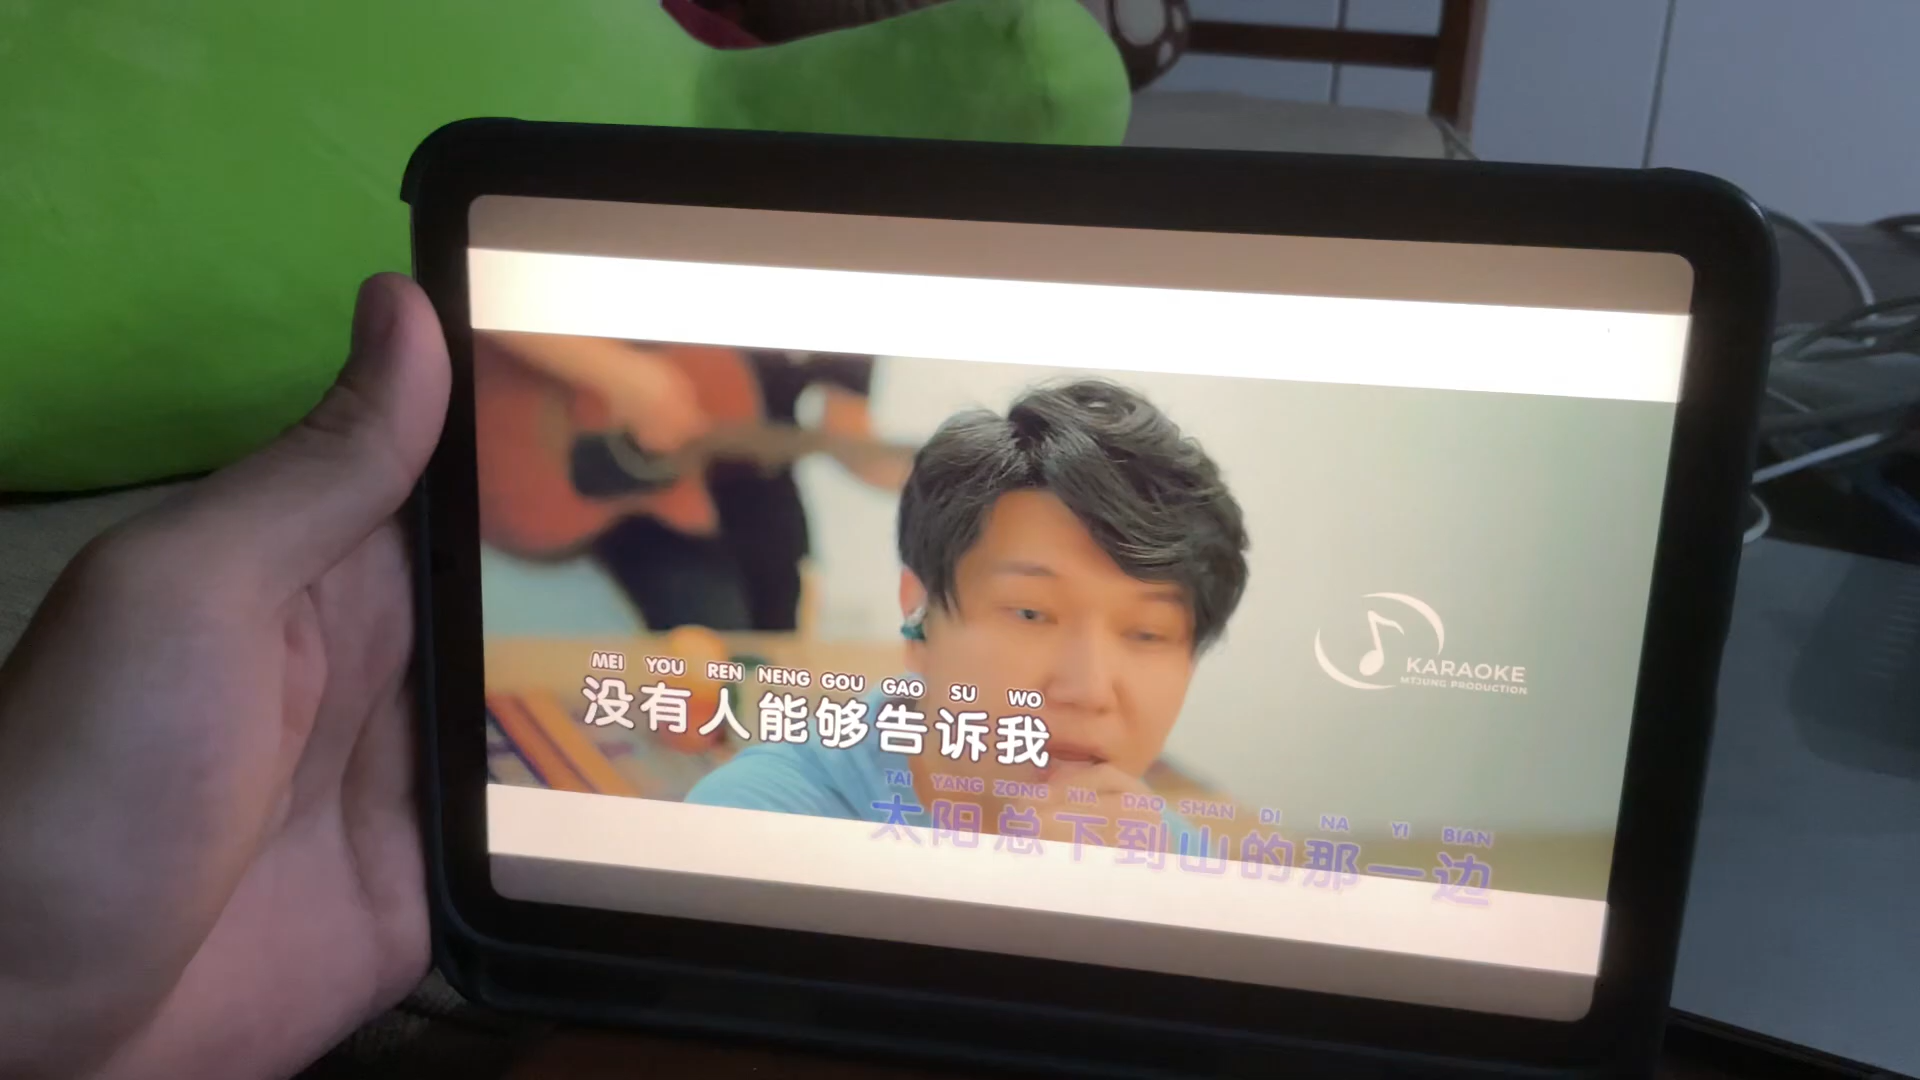 KARAOKE
MTJUNG PRODUCTION
MEI YOU REN NENG GOU GAO SU WO
没有人能够告诉我
TAI YANG ZONG XIA DAO SHAN DI NA YI BIAN
太阳总下到山的那一边